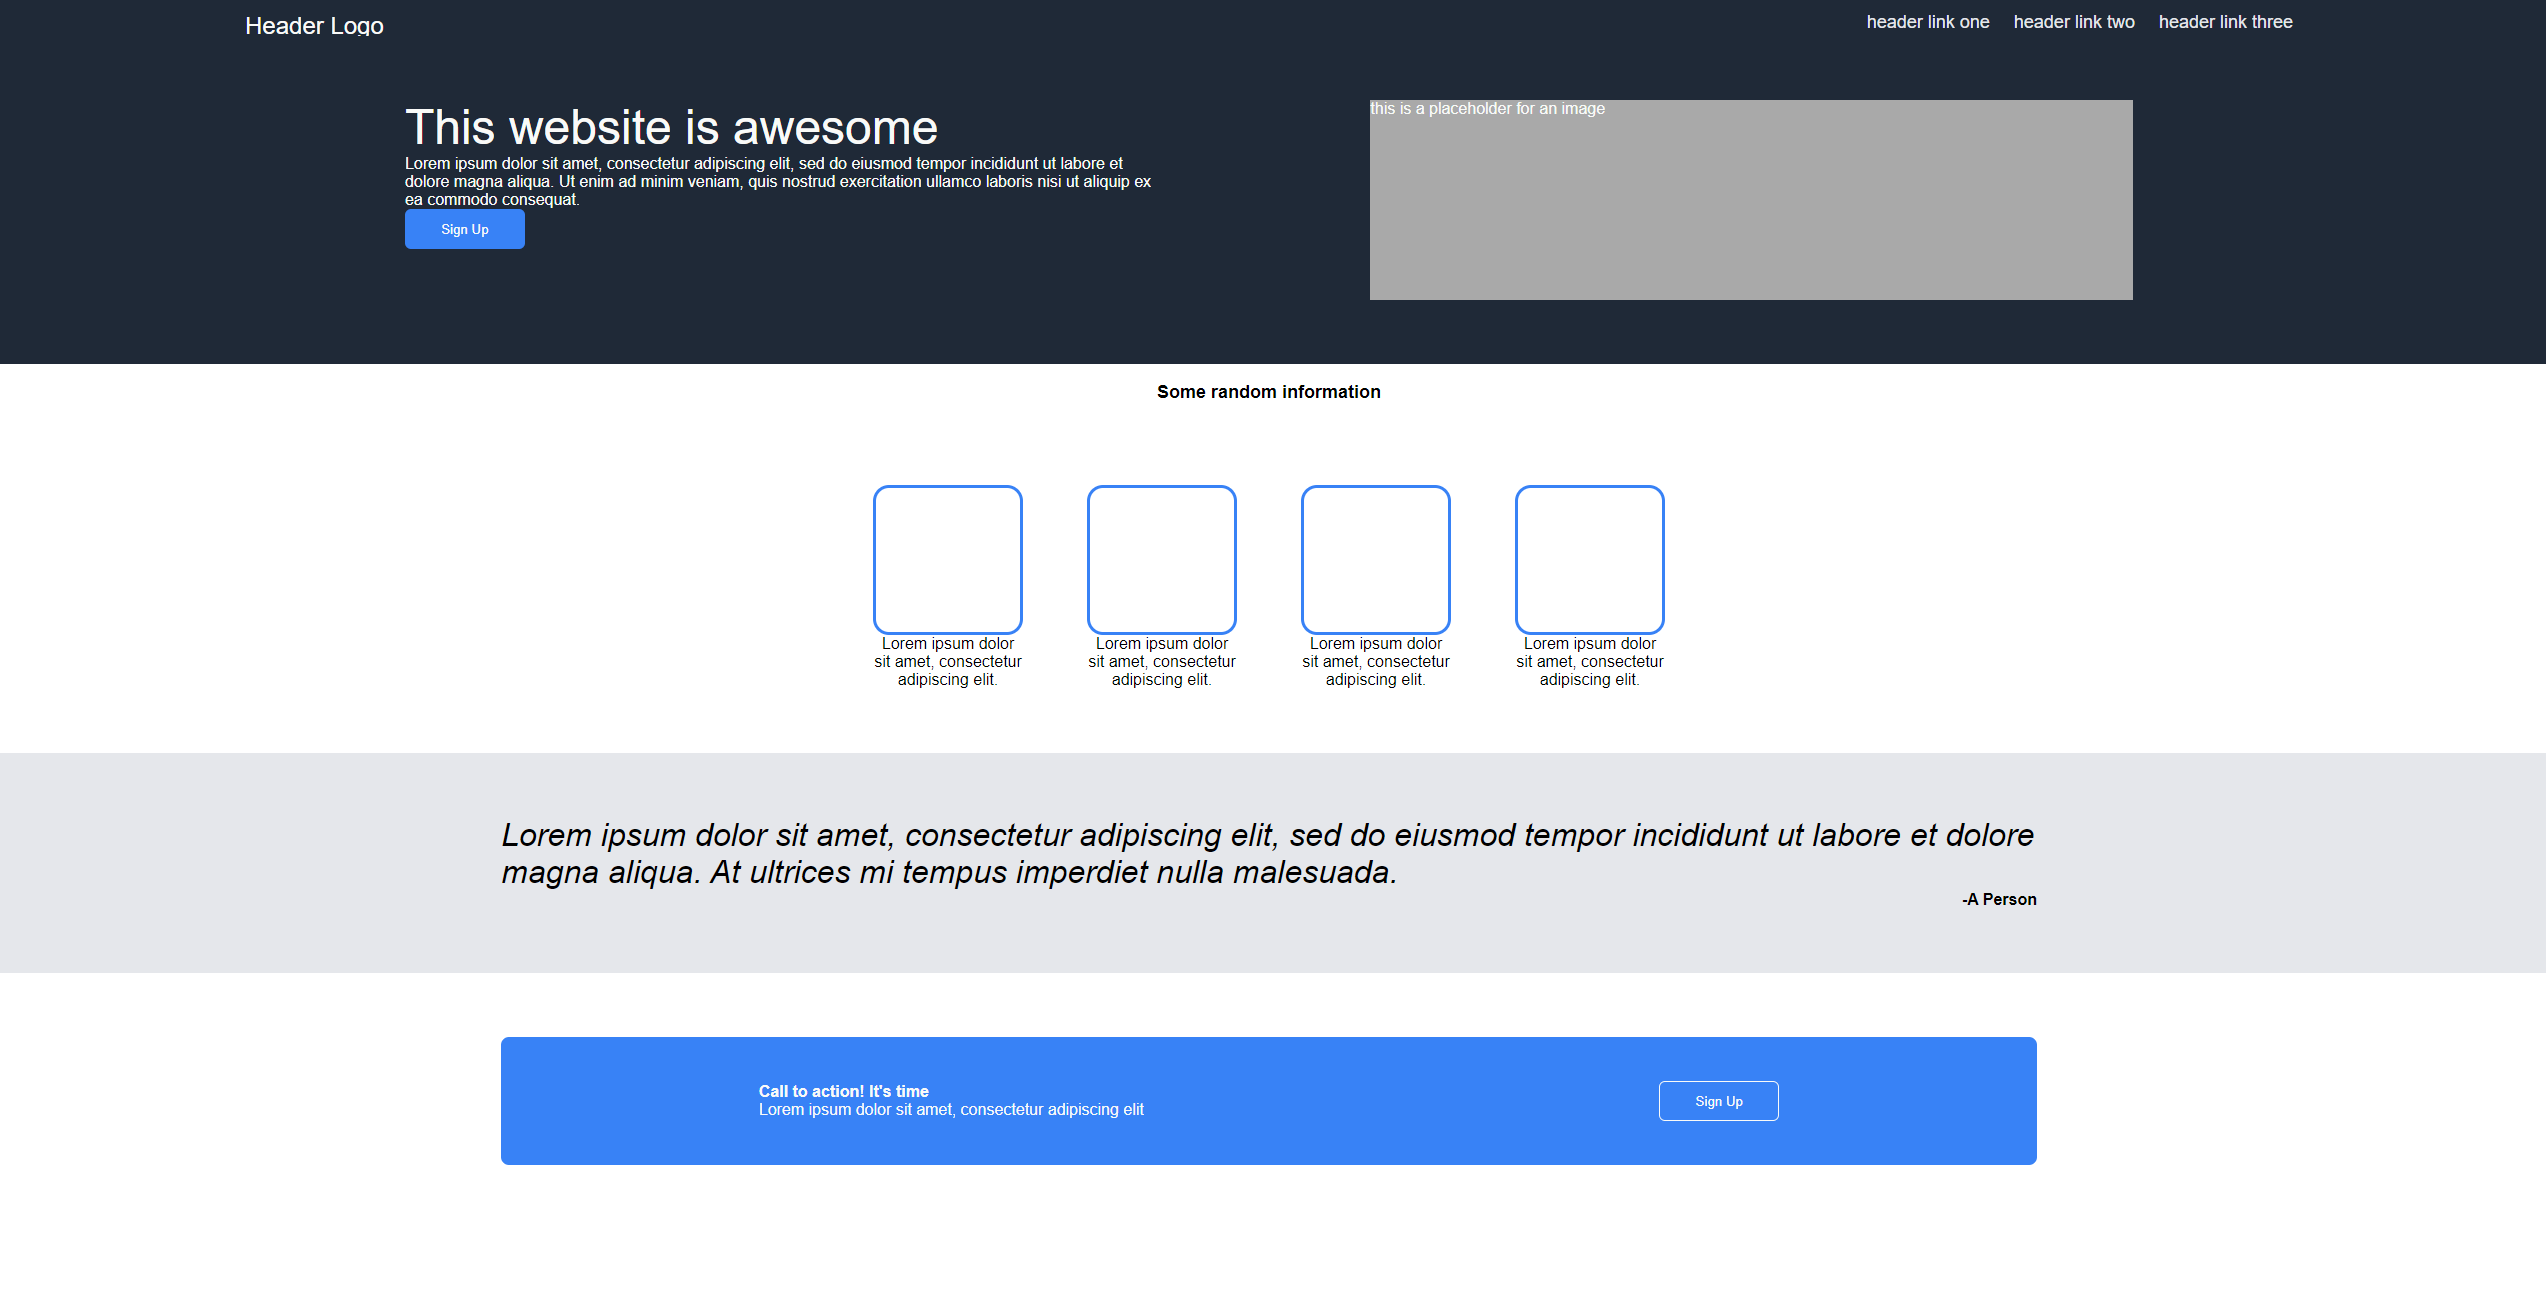 Header Logo
header link one header link two header link three
This website is awesome
Lorem ipsum dolor sit amet, consectetur adipiscing elit, sed do eiusmod tempor incididunt ut labore et
dolore magna aliqua. Ut enim ad minim veniam, quis nostrud exercitation ullamco laboris nisi ut aliquip ex
ea commodo consequat.
Sign Up
this is a placeholder for an image
Some random information
Lorem ipsum dolor
sit amet, consectetur
adipiscing elit.
Lorem ipsum dolor
sit amet, consectetur
adipiscing elit.
Lorem ipsum dolor
sit amet, consectetur
adipiscing elit.
Lorem ipsum dolor
sit amet, consectetur
adipiscing elit.
Lorem ipsum dolor sit amet, consectetur adipiscing elit, sed do eiusmod tempor incididunt ut labore et dolore
magna aliqua. At ultrices mi tempus imperdiet nulla malesuada.
-A Person
Call to action! It's time
Lorem ipsum dolor sit amet, consectetur adipiscing elit
Sign Up